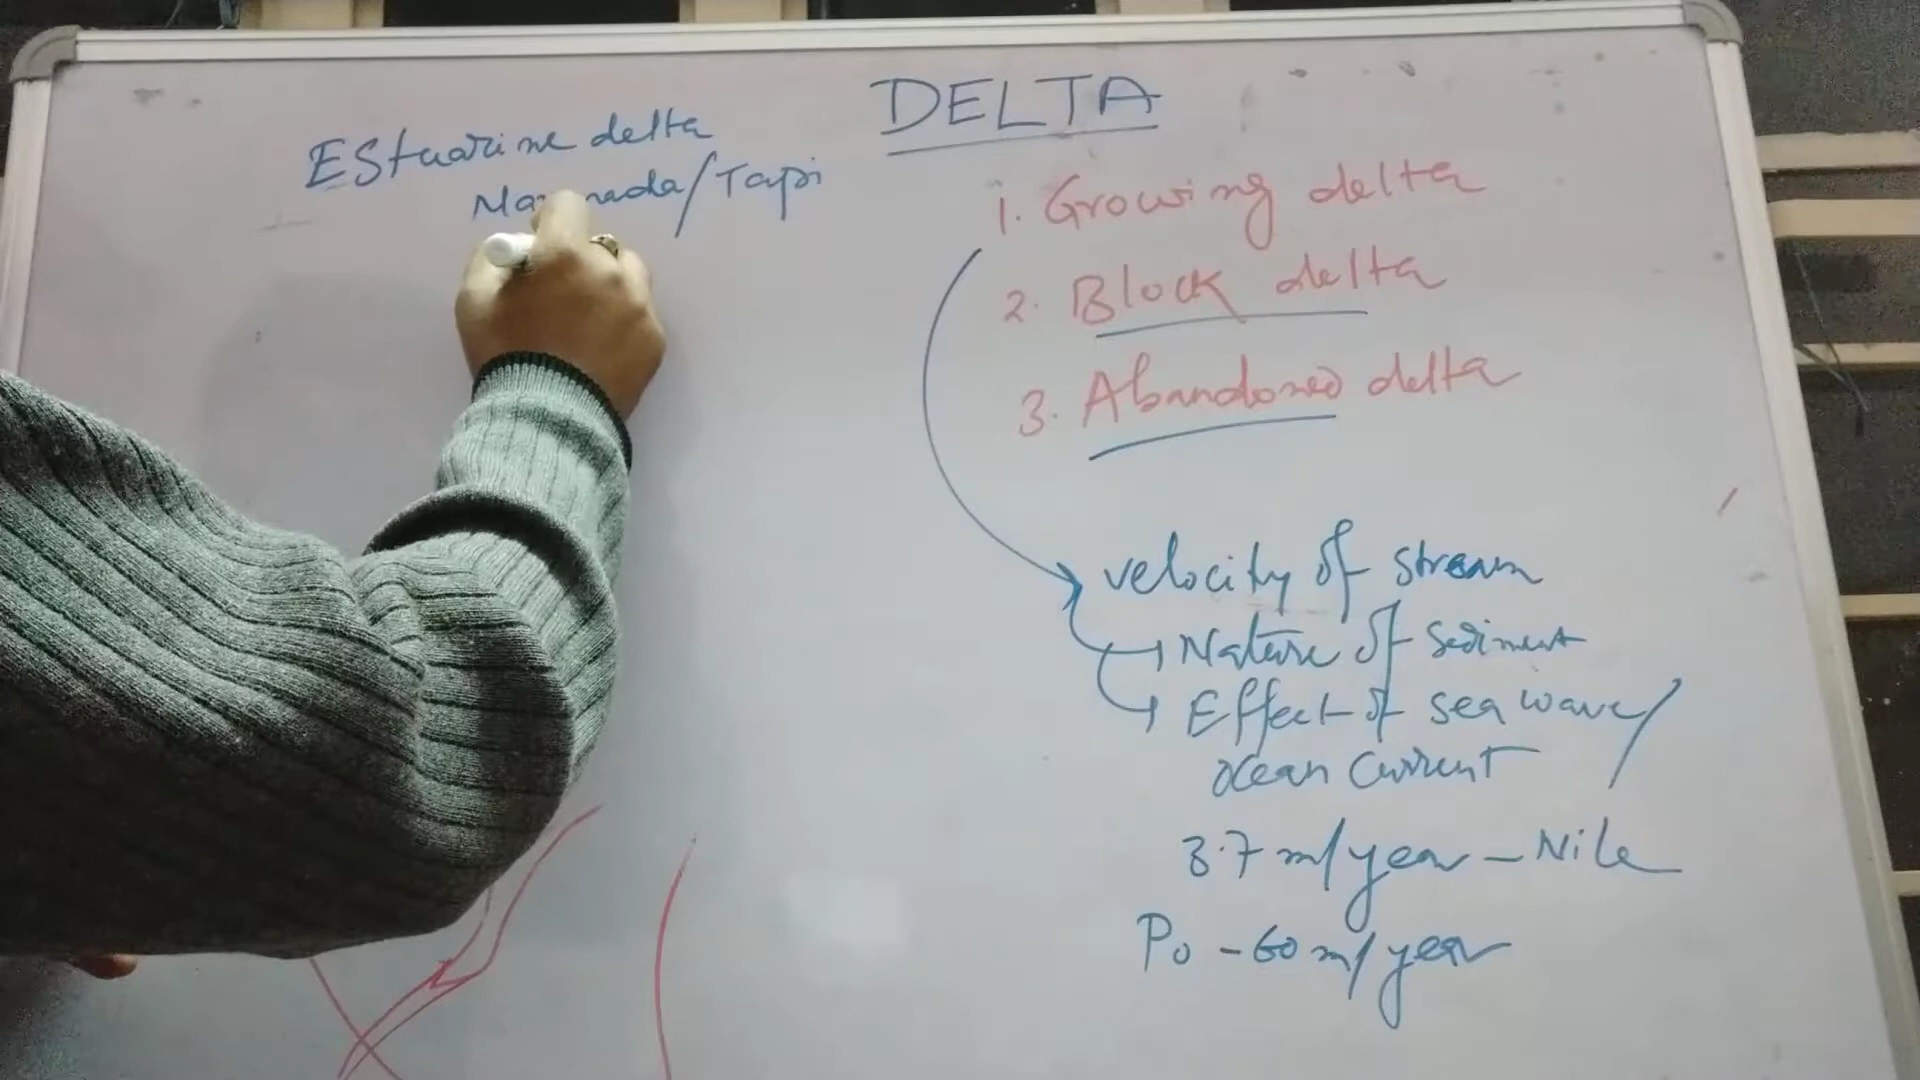 DELTA
Estuarine delta
/Tapi
1. Growing delta
2. Block delta
3. Abandoned delta
velocity of stream
Nature of sediment
Effect of sea wave/
ocean current
3.7 m/year - Nile
Po - 60 m/year